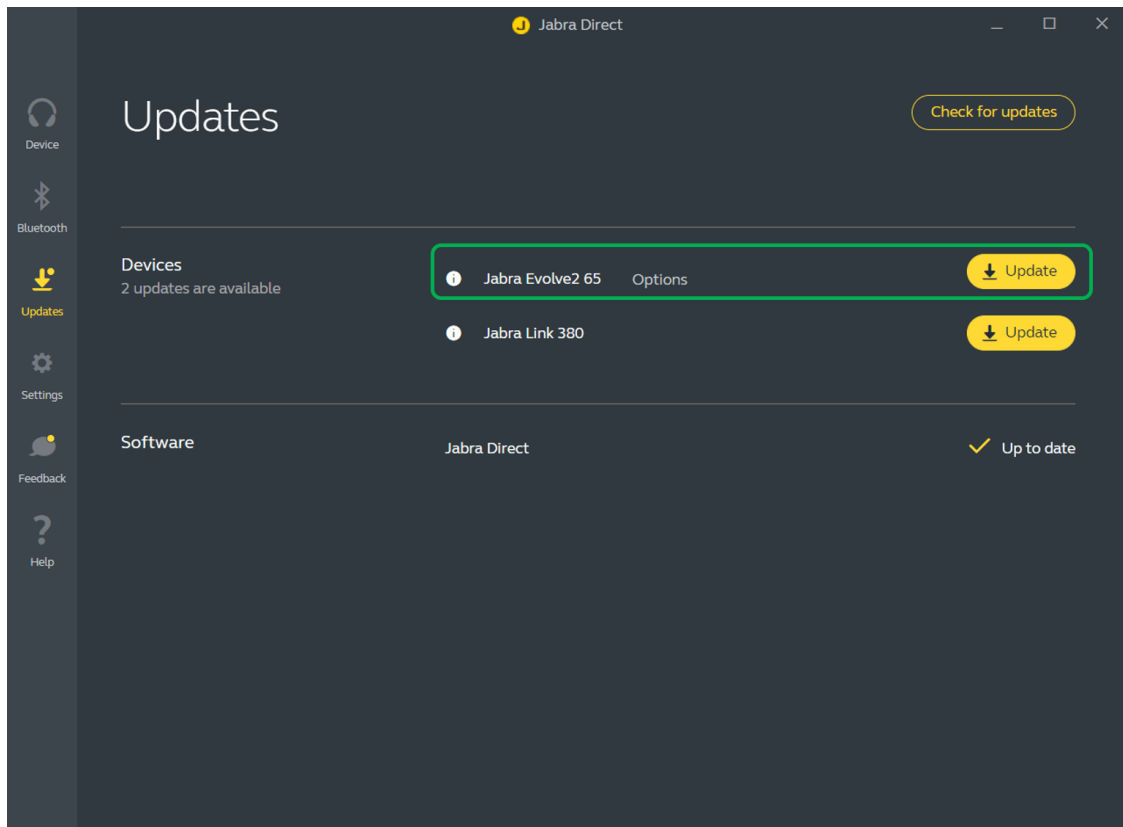 Jabra Direct
Updates
Check for updates
Device
Bluetooth
Updates
Settings
Feedback
Help
Devices
2 updates are available
Jabra Evolve2 65 Options Update
Jabra Link 380 Update
Software
Jabra Direct Up to date